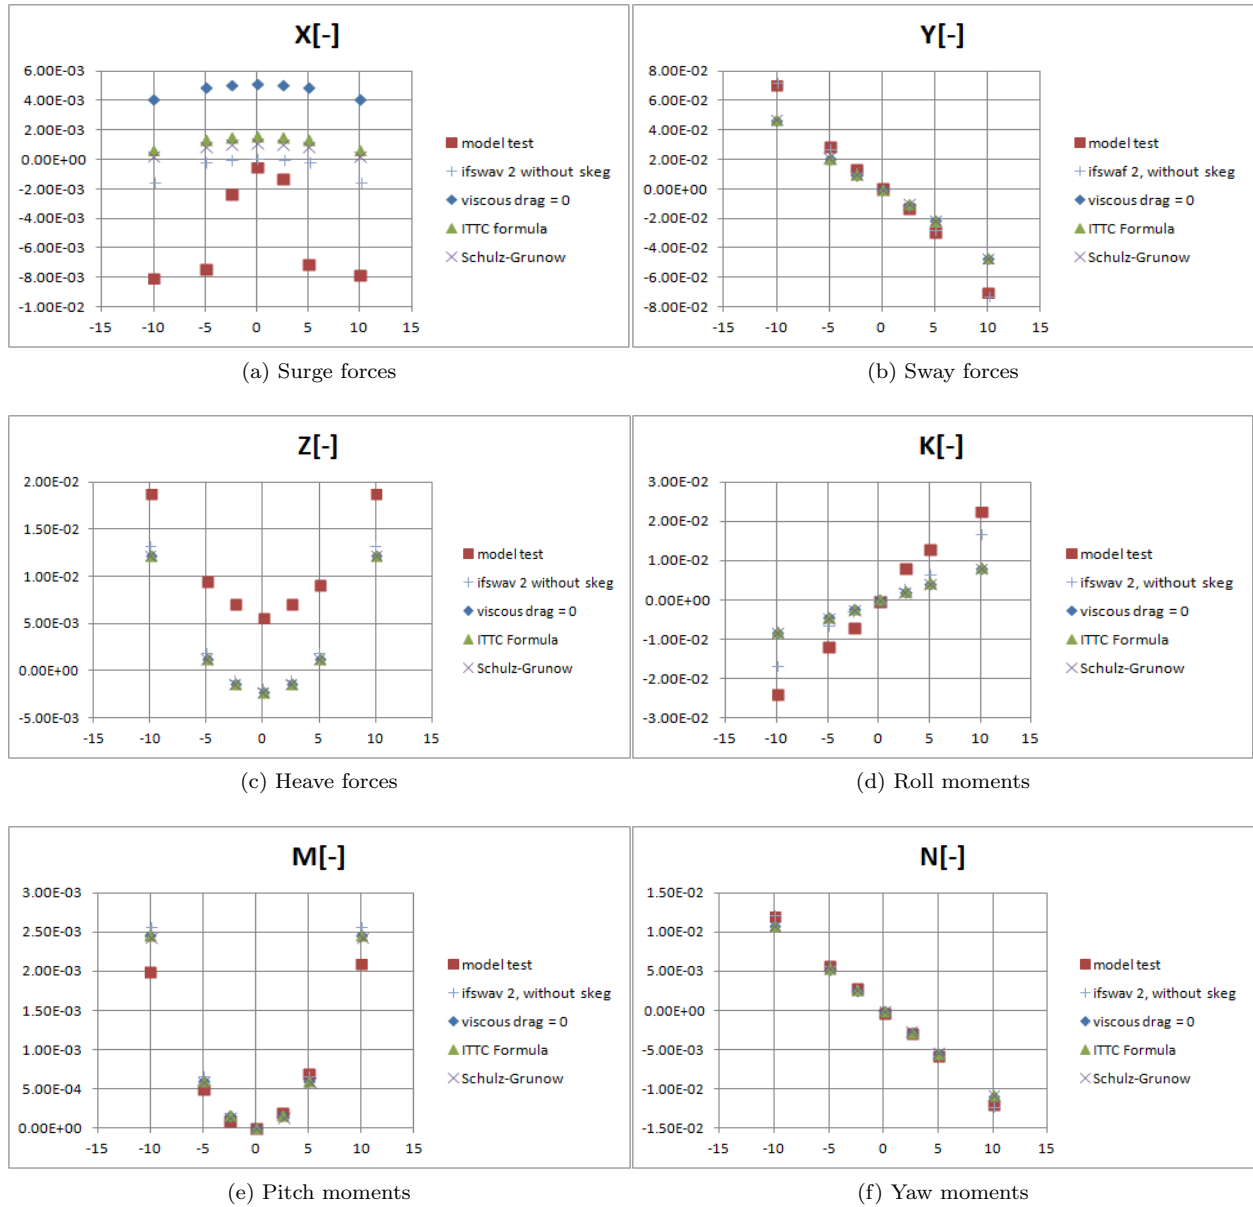 X[-]
6.00E-03
4.00E-03
2.00E-03
0.00E+00
-2.00E-03
-4.00E-03
-6.00E-03
-8.00E-03
-1.00E-02
-15 -10 -5 0 5 10 15
model test
ifswav 2 without skeg
viscous drag = 0
ITTC formula
Schulz-Grunow
(a) Surge forces
Y[-]
8.00E-02
6.00E-02
4.00E-02
2.00E-02
0.00E+00
-2.00E-02
-4.00E-02
-6.00E-02
-8.00E-02
-15 -10 -5 0 5 10 15
model test
ifswaf 2, without skeg
viscous drag = 0
ITTC Formula
Schulz-Grunow
(b) Sway forces
Z[-]
2.00E-02
1.50E-02
1.00E-02
5.00E-03
0.00E+00
-5.00E-03
-15 -10 -5 0 5 10 15
model test
ifswav 2 without skeg
viscous drag = 0
ITTC Formula
Schulz-Grunow
(c) Heave forces
K[-]
3.00E-02
2.00E-02
1.00E-02
0.00E+00
-1.00E-02
-2.00E-02
-3.00E-02
-15 -10 -5 0 5 10 15
model test
ifswav 2, without skeg
viscous drag = 0
ITTC Formula
Schulz-Grunow
(d) Roll moments
M[-]
3.00E-03
2.50E-03
2.00E-03
1.50E-03
1.00E-03
5.00E-04
0.00E+00
-15 -10 -5 0 5 10 15
model test
ifswav 2, without skeg
viscous drag = 0
ITTC Formula
Schulz-Grunow
(e) Pitch moments
N[-]
1.50E-02
1.00E-02
5.00E-03
0.00E+00
-5.00E-03
-1.00E-02
-1.50E-02
-15 -10 -5 0 5 10 15
model test
ifswav 2, without skeg
viscous drag = 0
ITTC Formula
Schulz-Grunow
(f) Yaw moments